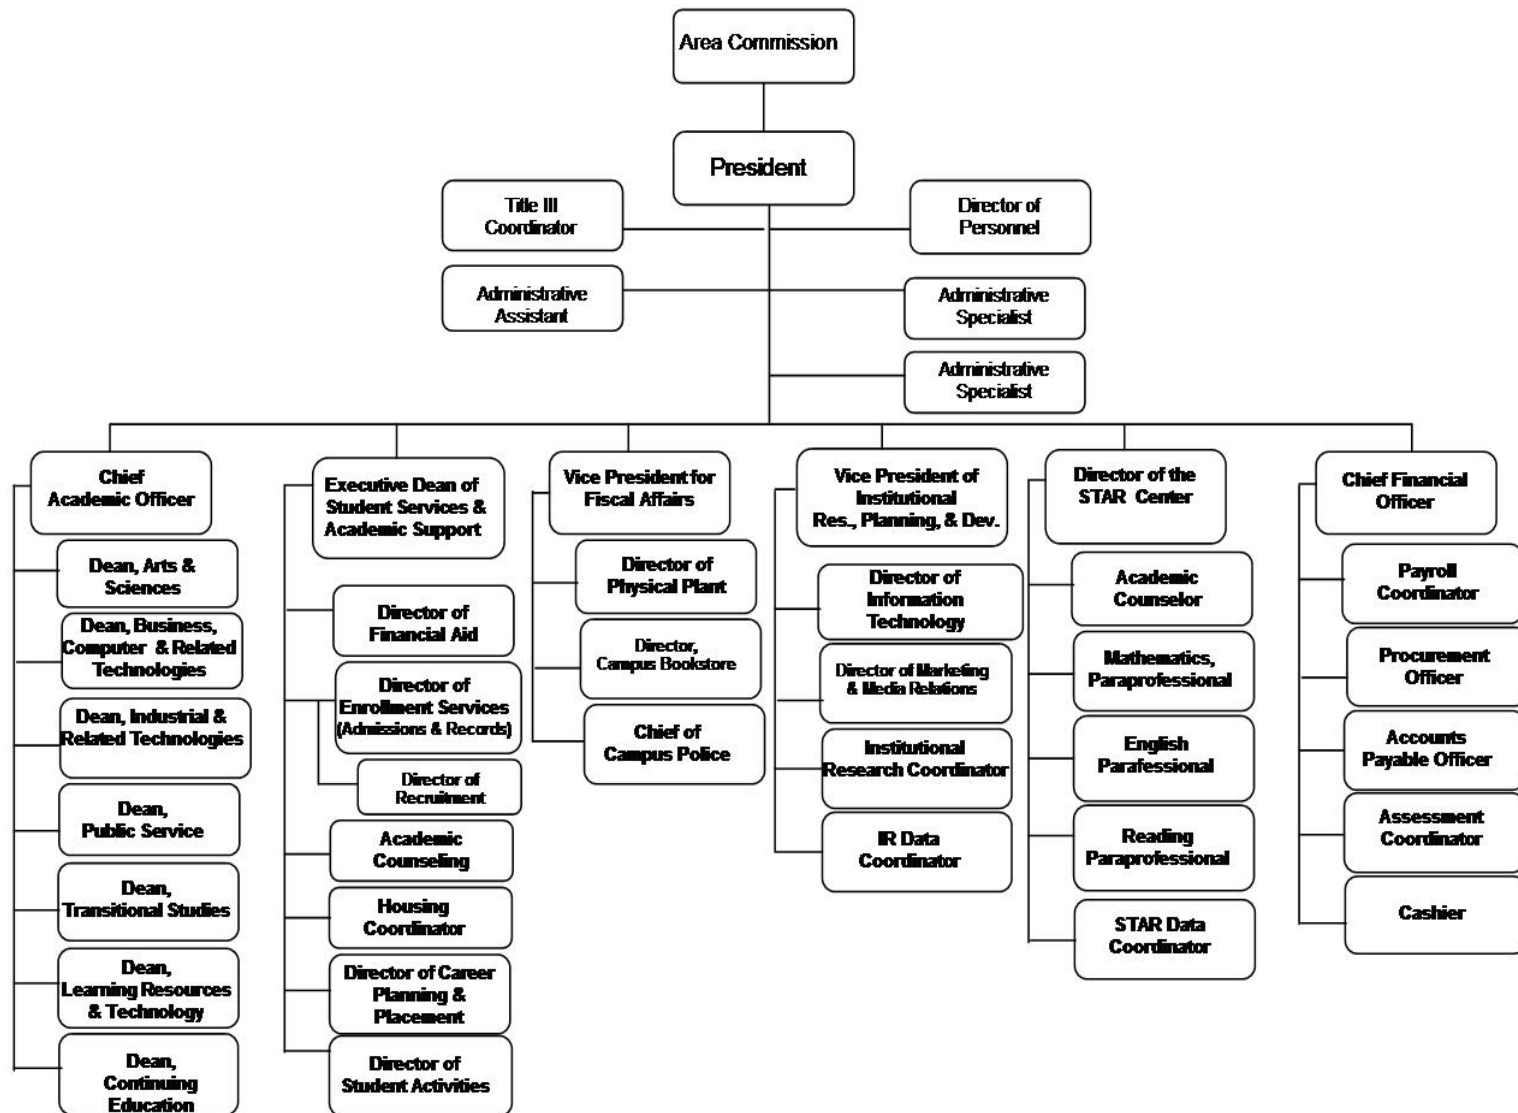 Area Commission
President
Title III
Coordinator
Director of
Personnel
Administrative
Assistant
Administrative
Specialist
Administrative
Specialist
Chief
Academic Officer
Dean, Arts &
Sciences
Dean, Business,
Computer & Related
Technologies
Dean, Industrial &
Related Technologies
Dean,
Public Service
Dean,
Transitional Studies
Dean,
Learning Resources
& Technology
Dean,
Continuing
Education
Executive Dean of
Student Services &
Academic Support
Director of
Financial Aid
Director of
Enrollment Services
(Admissions & Records)
Director of
Recruitment
Academic
Counseling
Housing
Coordinator
Director of Career
Planning &
Placement
Director of
Student Activities
Vice President for
Fiscal Affairs
Director of
Physical Plant
Director,
Campus Bookstore
Chief of
Campus Police
Vice President of
Institutional
Res., Planning, & Dev.
Director of
Information
Technology
Director of Marketing
& Media Relations
Institutional
Research Coordinator
IR Data
Coordinator
Director of the
STAR Center
Academic
Counselor
Mathematics,
Paraprofessional
English
Parafessional
Reading
Paraprofessional
STAR Data
Coordinator
Chief Financial
Officer
Payroll
Coordinator
Procurement
Officer
Accounts
Payable Officer
Assessment
Coordinator
Cashier